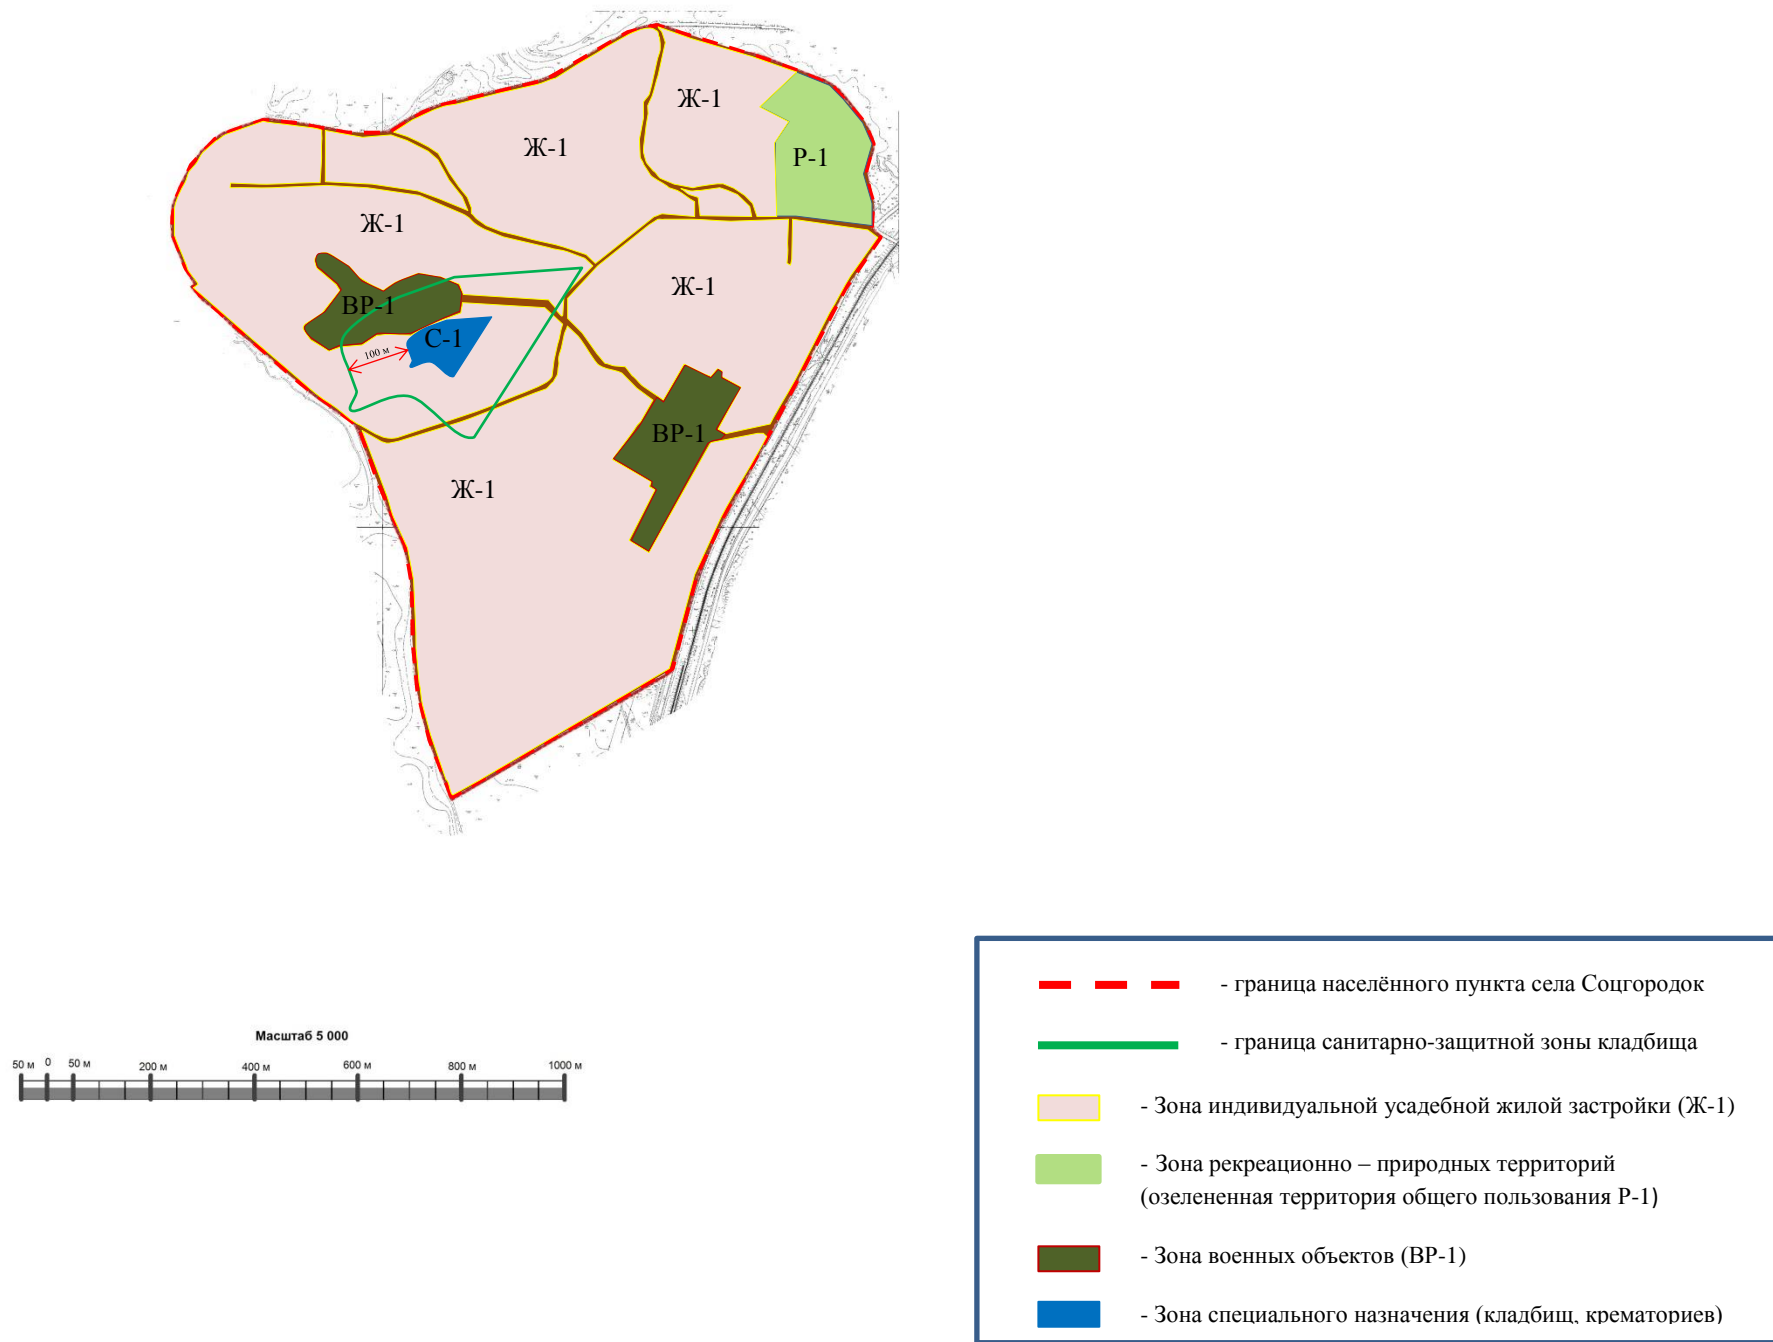 Ж-1
Ж-1
Р-1
Ж-1
Ж-1
ВР-1
С-1
100 м
ВР-1
Ж-1
Масштаб 5 000
50 м 0 50 м 200 м 400 м 600 м 800 м 1000 м
- граница населённого пункта села Соцгородок
- граница санитарно-защитной зоны кладбища
- Зона индивидуальной усадебной жилой застройки (Ж-1)
- Зона рекреационно – природных территорий
(озелененная территория общего пользования Р-1)
- Зона военных объектов (ВР-1)
- Зона специального назначения (кладбищ, крематориев)